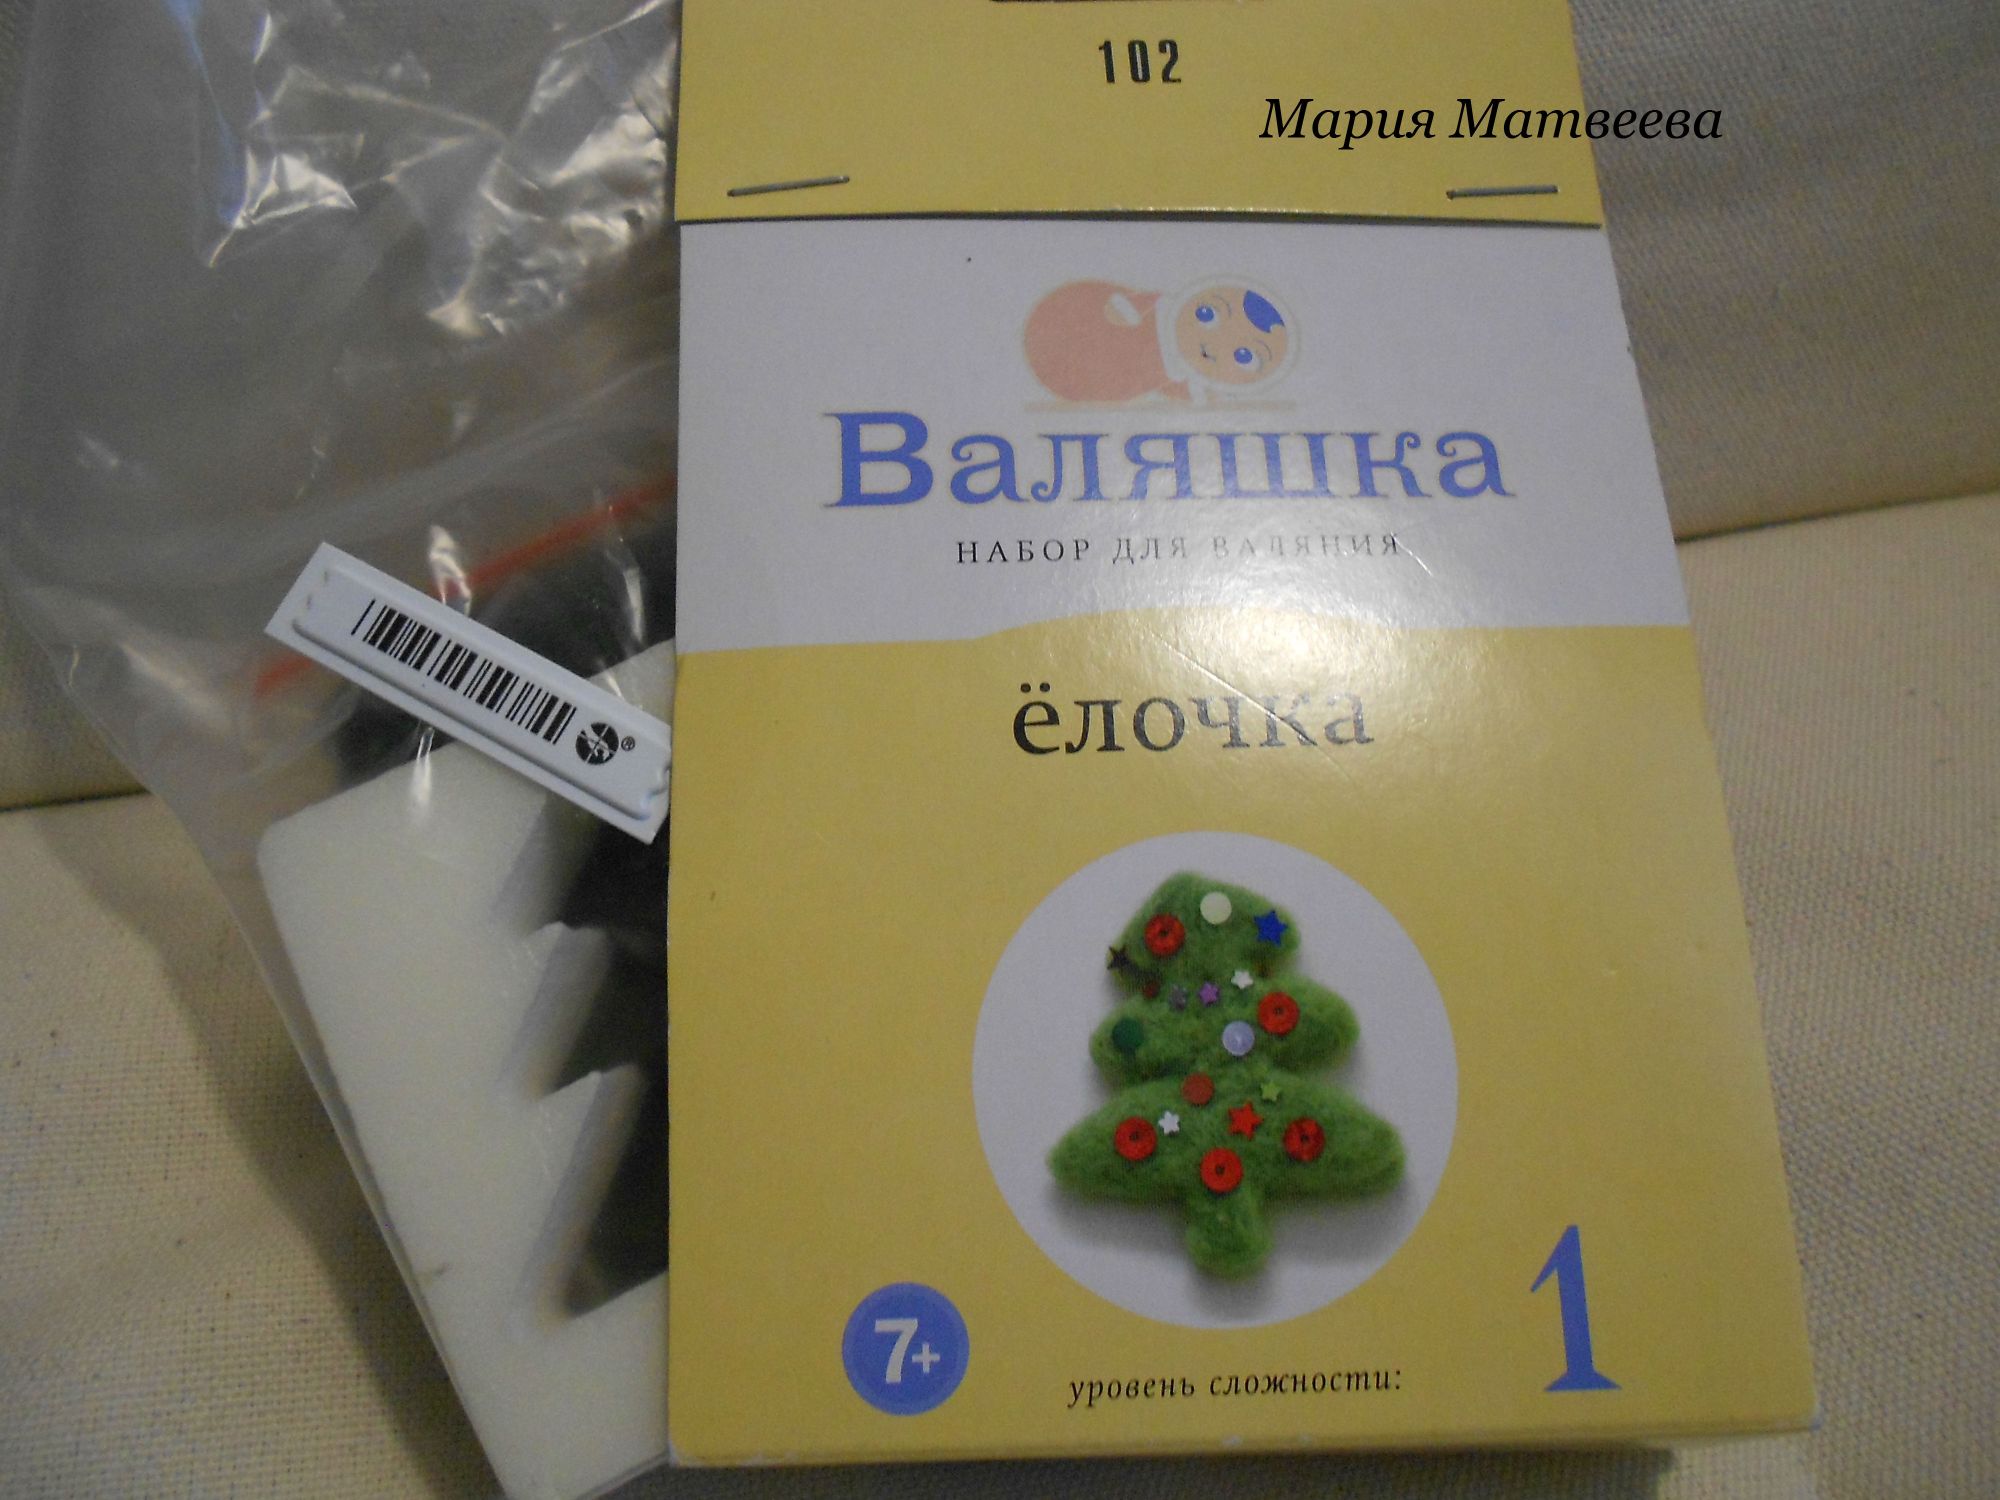 102
Мария Матвеева
Валяшка
НАБОР ДЛЯ ВАЛЯНИЯ
ёлочка
7+
уровень сложности:
1
®